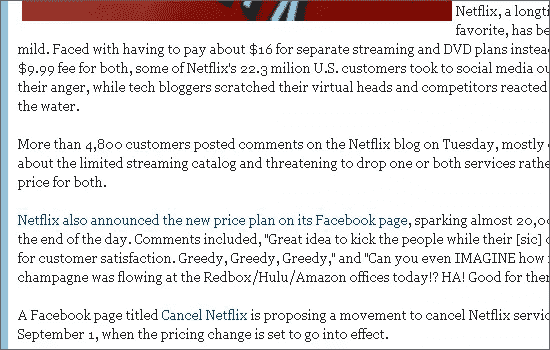 Netflix, a longti
favorite, has be
mild. Faced with having to pay about $16 for separate streaming and DVD plans instea
$9.99 fee for both, some of Netflix's 22.3 milion U.S. customers took to social media ou
their anger, while tech bloggers scratched their virtual heads and competitors reacted
the water.
More than 4,800 customers posted comments on the Netflix blog on Tuesday, mostly
about the limited streaming catalog and threatening to drop one or both services rathe
price for both.
Netflix also announced the new price plan on its Facebook page, sparking almost 20,00
the end of the day. Comments included, "Great idea to kick the people while their [sic]
for customer satisfaction. Greedy, Greedy, Greedy," and "Can you even IMAGINE how
champagne was flowing at the Redbox/Hulu/Amazon offices today!? HA! Good for ther
A Facebook page titled Cancel Netflix is proposing a movement to cancel Netflix servic
September 1, when the pricing change is set to go into effect.